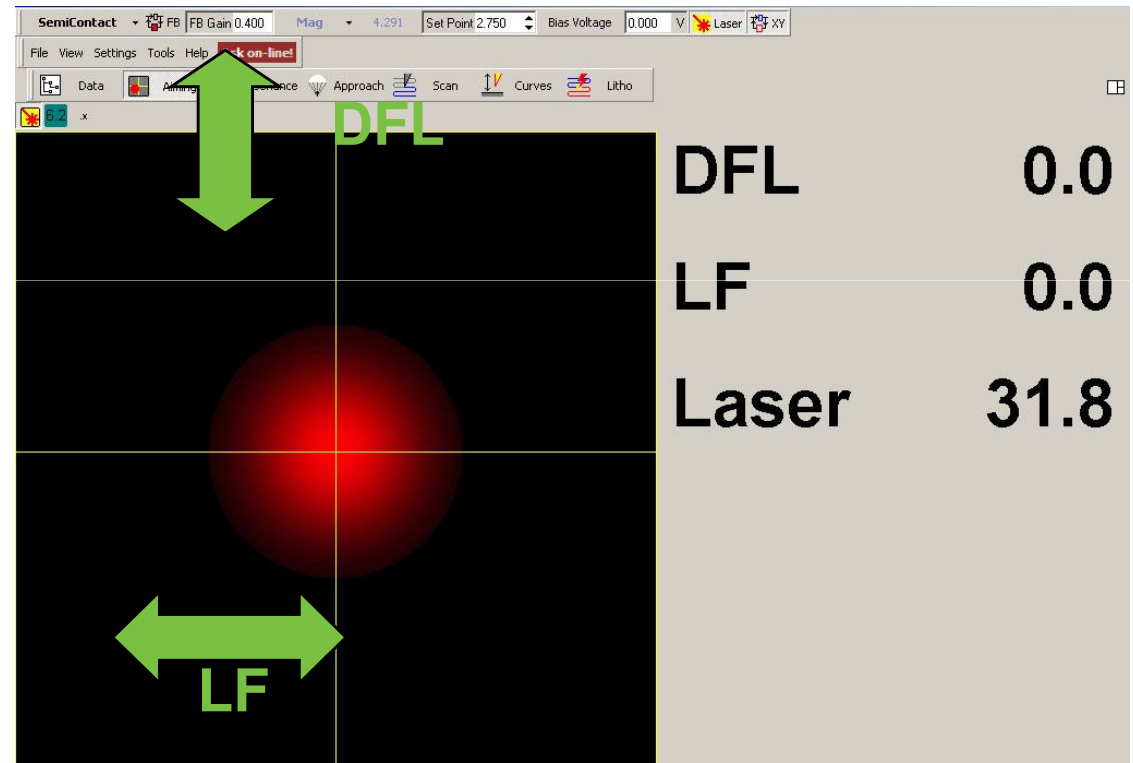 SemiContact FB FB Gain 0.400 Mag 4.291 Set Point 2.750 Bias Voltage 0.000 V Laser XY
File View Settings Tools Help on-line!
Data Approach Scan Curves Litho
6.2 .x
DFL
DFL 0.0
LF 0.0
Laser 31.8
LF